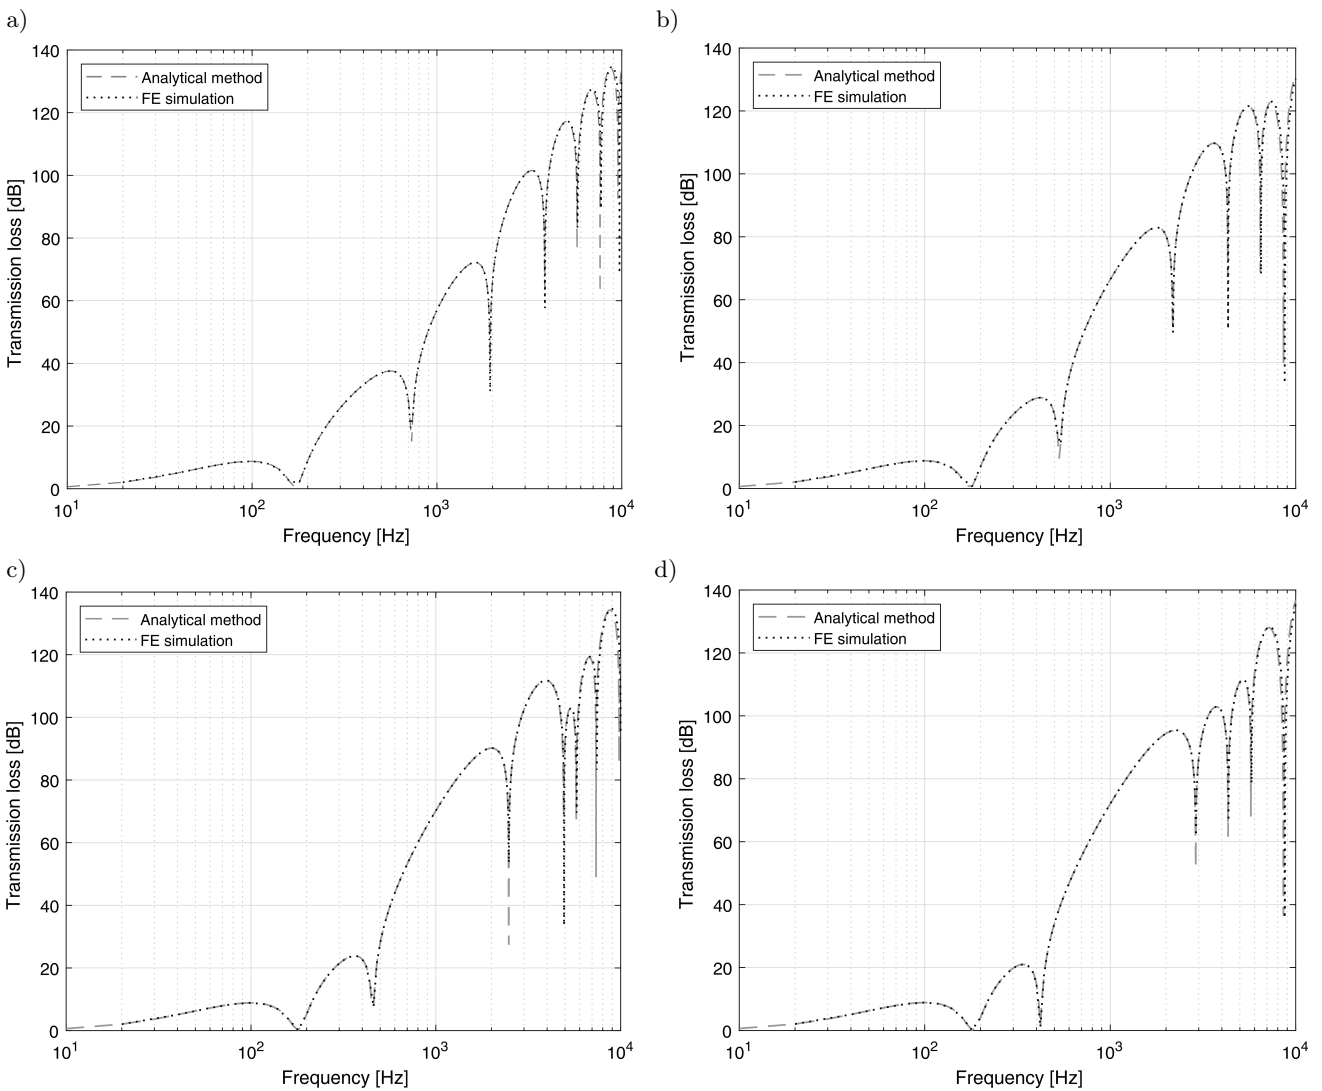 a)
140
120
100
80
60
40
20
0
Transmission loss [dB]
Analytical method
FE simulation
10^1
10^2
10^3
10^4
Frequency [Hz]
b)
140
120
100
80
60
40
20
0
Transmission loss [dB]
Analytical method
FE simulation
10^1
10^2
10^3
10^4
Frequency [Hz]
c)
140
120
100
80
60
40
20
0
Transmission loss [dB]
Analytical method
FE simulation
10^1
10^2
10^3
10^4
Frequency [Hz]
d)
140
120
100
80
60
40
20
0
Transmission loss [dB]
Analytical method
FE simulation
10^1
10^2
10^3
10^4
Frequency [Hz]